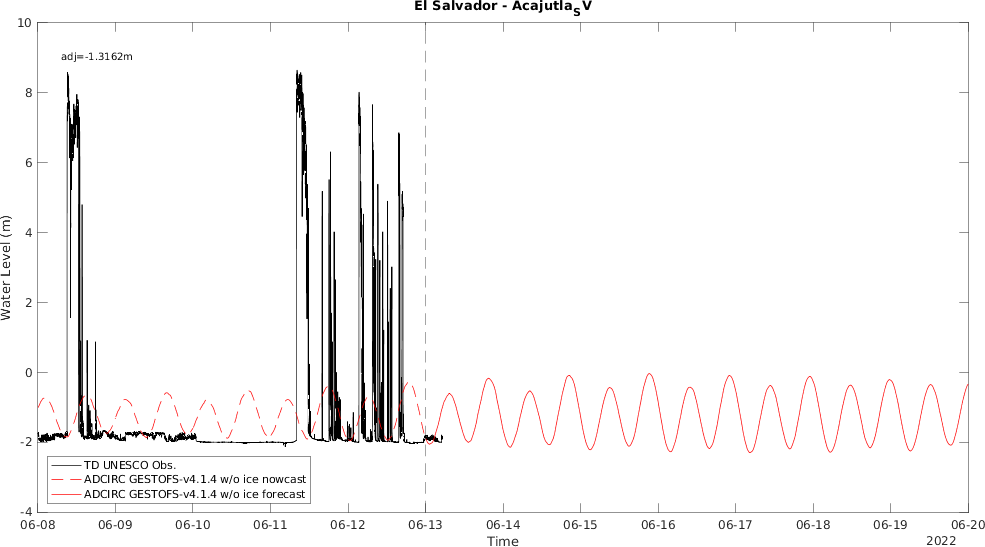 El Salvador - Acajutla_SV
adj=-1.3162m
10
8
6
4
2
0
-2
-4
Water Level (m)
TD UNESCO Obs.
ADCIRC GESTOFS-v4.1.4 w/o ice nowcast
ADCIRC GESTOFS-v4.1.4 w/o ice forecast
06-08 06-09 06-10 06-11 06-12 06-13 06-14 06-15 06-16 06-17 06-18 06-19 06-20
Time
2022